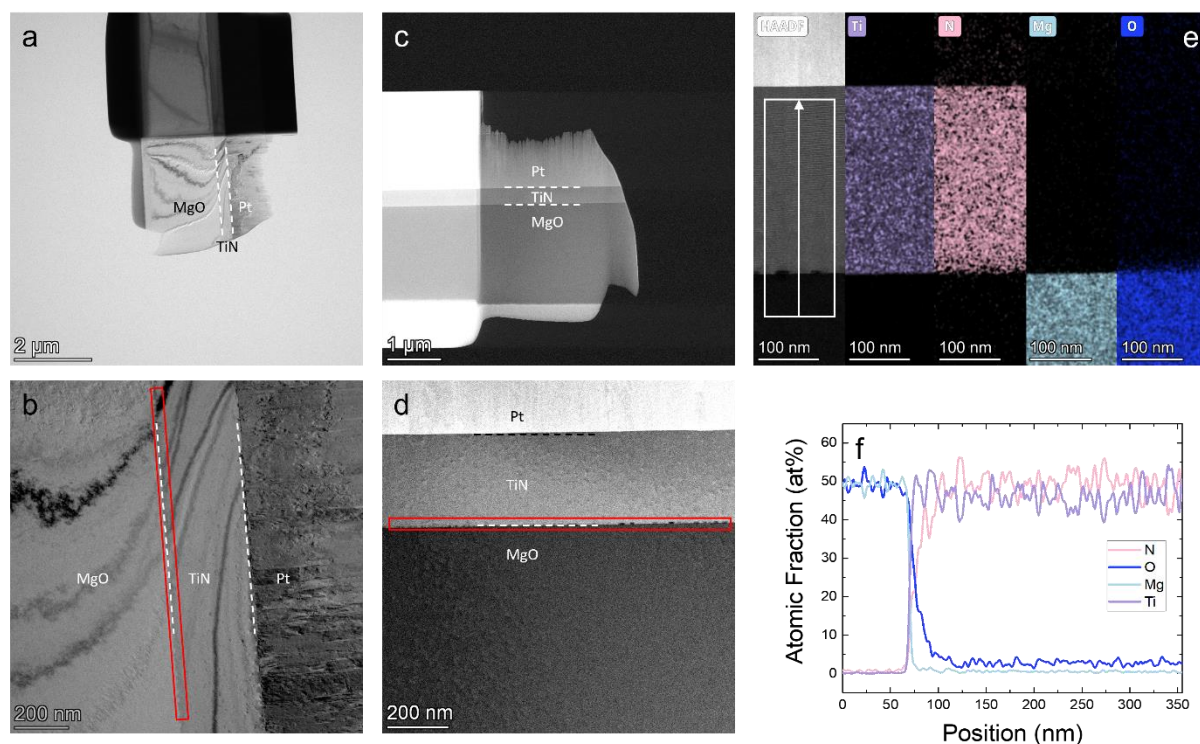 a
MgO
Pt
TiN
2 μm
c
Pt
TiN
MgO
1 μm
HAADF
Ti
N
Mg
O
e
100 nm
100 nm
100 nm
100 nm
b
MgO
TiN
Pt
200 nm
d
Pt
TiN
MgO
200 nm
f
Atomic Fraction (at%)
60
50
40
30
20
10
0
N
O
Mg
Ti
0
50
100
150
200
250
300
350
Position (nm)